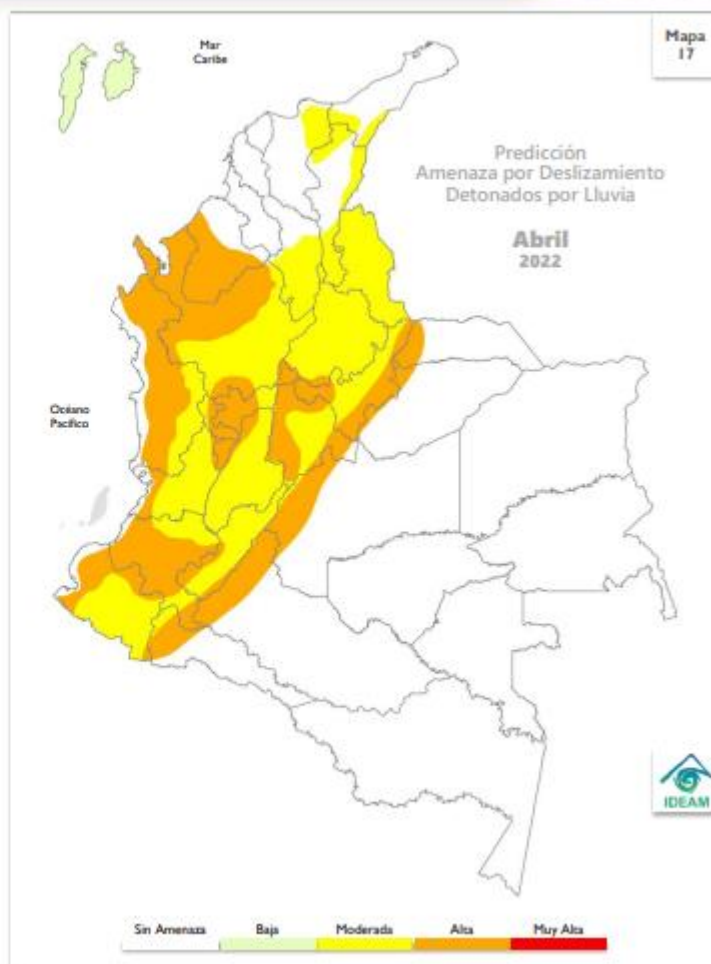 Mar
Caribe
Mapa
17
Predicción
Amenaza por Deslizamiento
Detonados por Lluvia
Abril
2022
Océano
Pacífico
IDEAM
Sin Amenaza
Baja
Moderada
Alta
Muy Alta